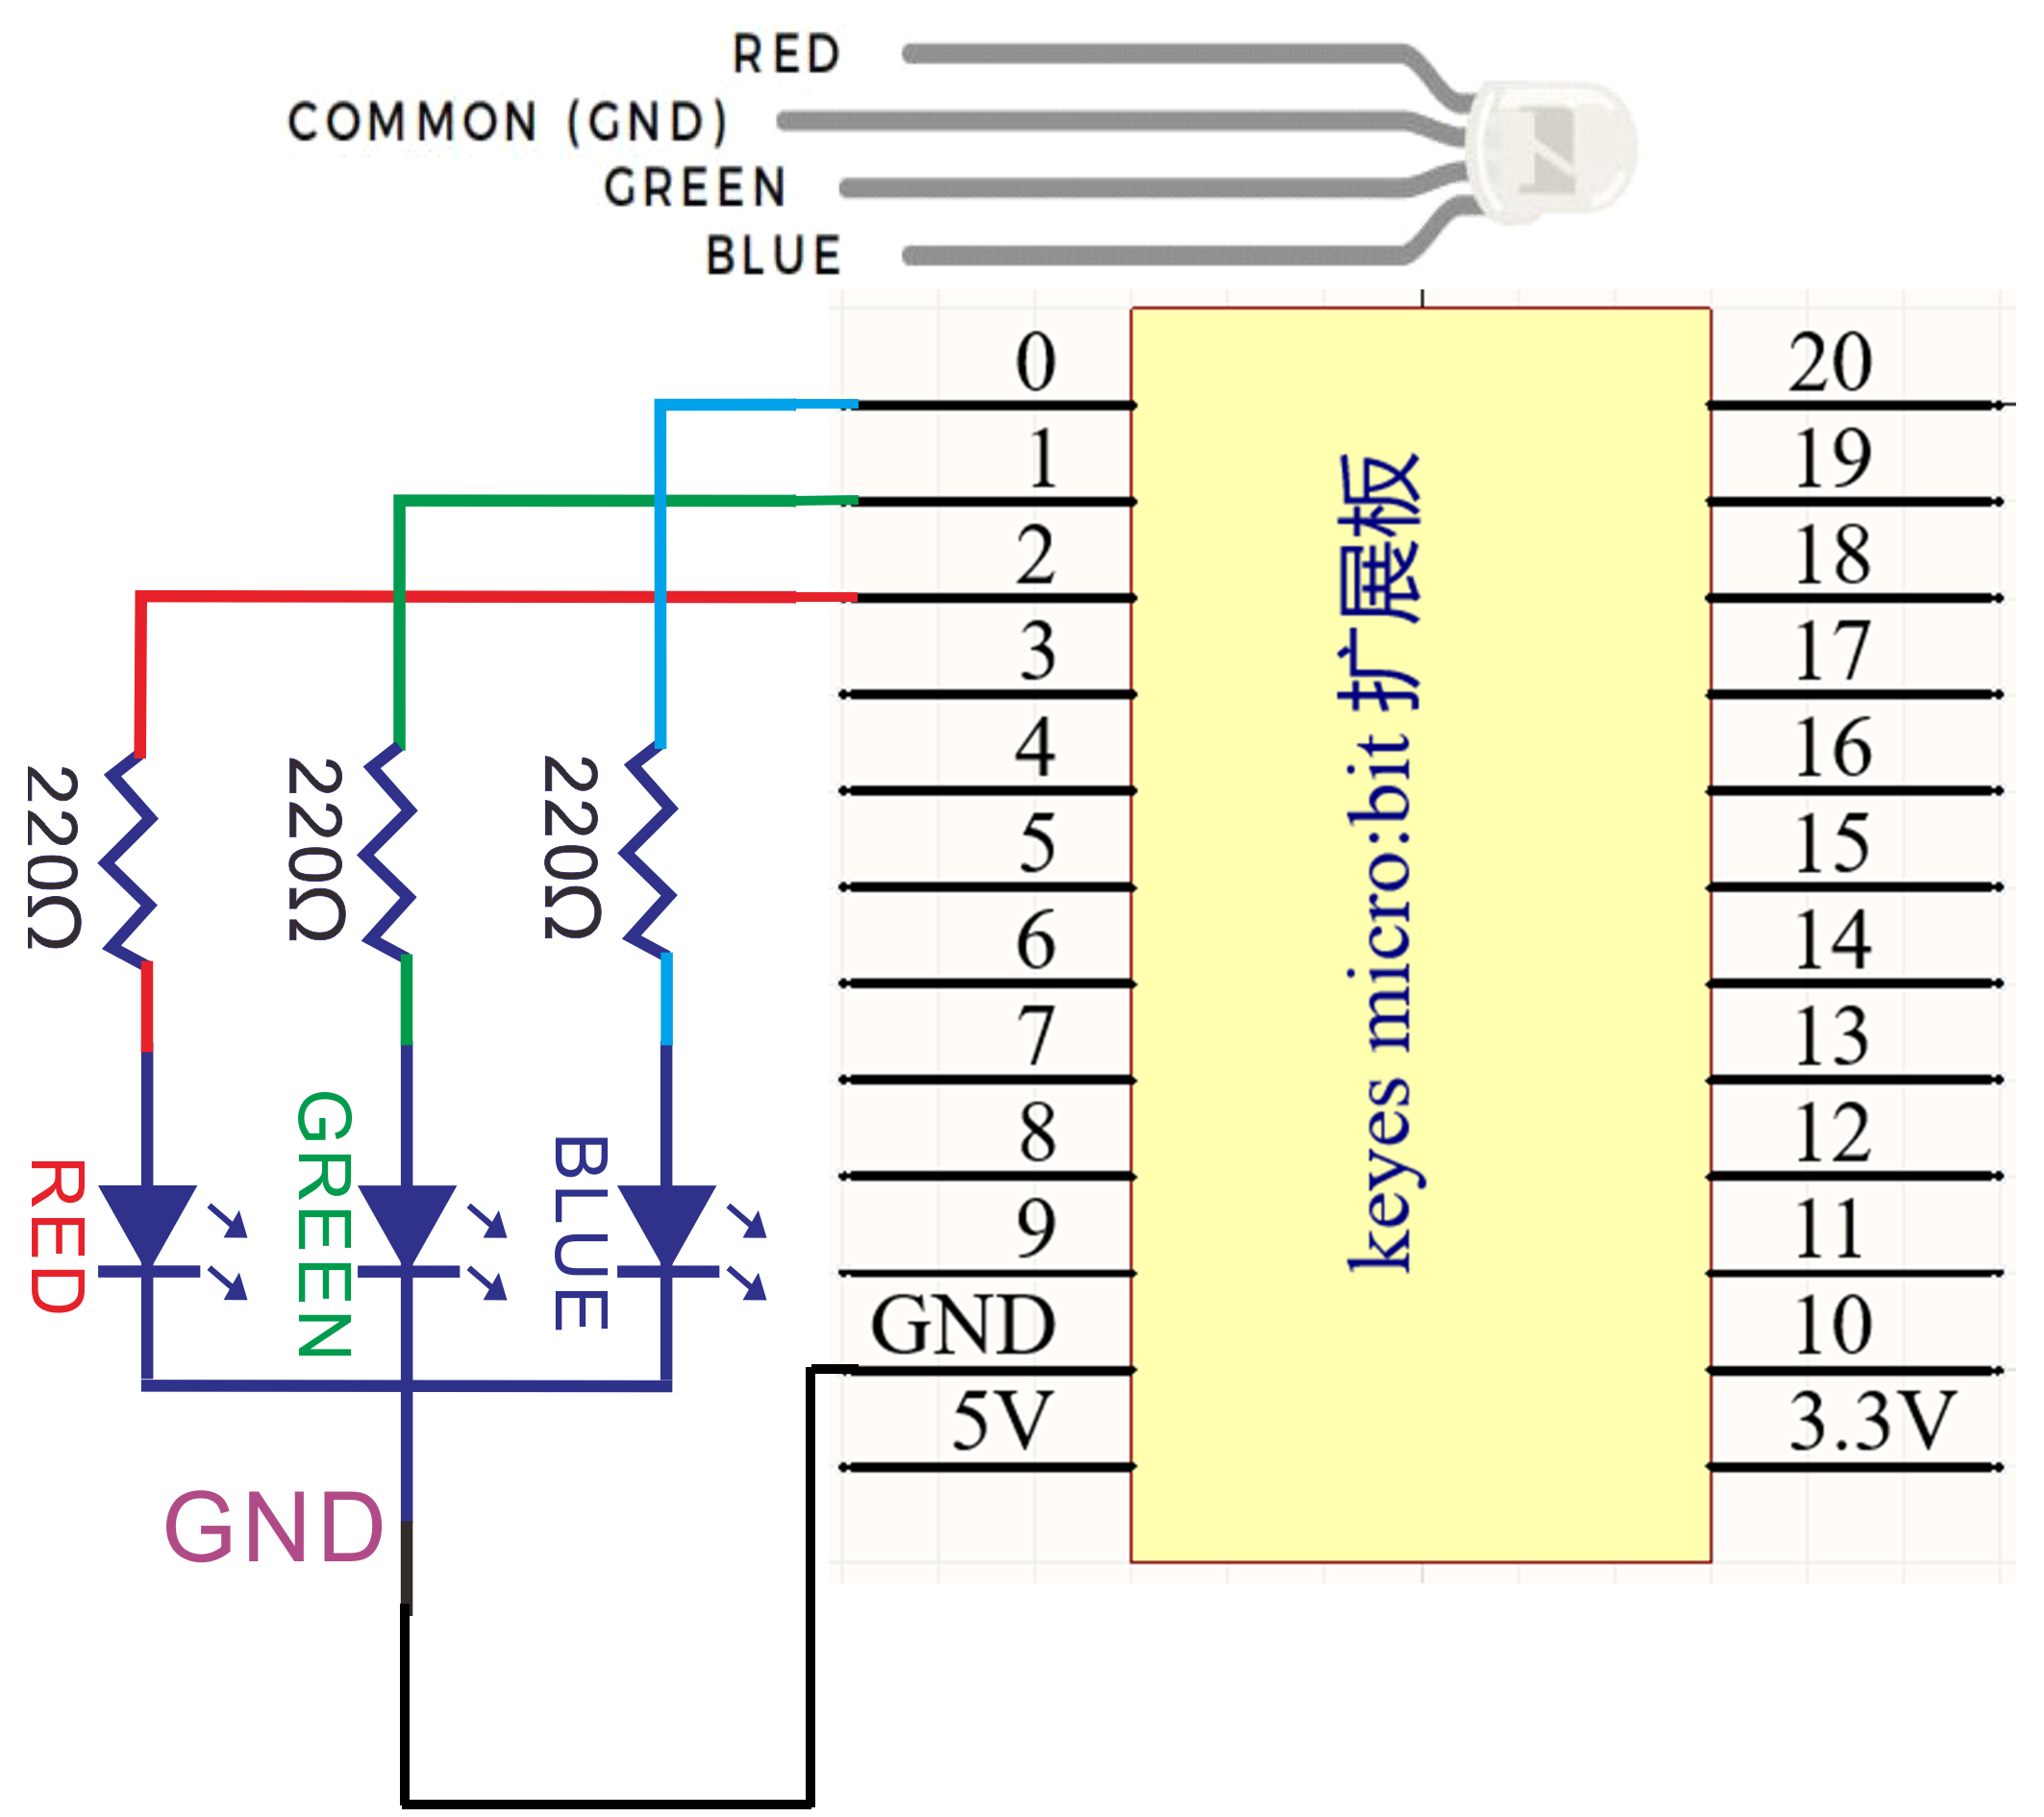 RED
COMMON (GND)
GREEN
BLUE
0
1
2
3
4
5
6
7
8
9
GND
5V
20
19
18
17
16
15
14
13
12
11
10
3.3V
keyes micro:bit 扩展板
220Ω
220Ω
220Ω
RED
GREEN
BLUE
GND